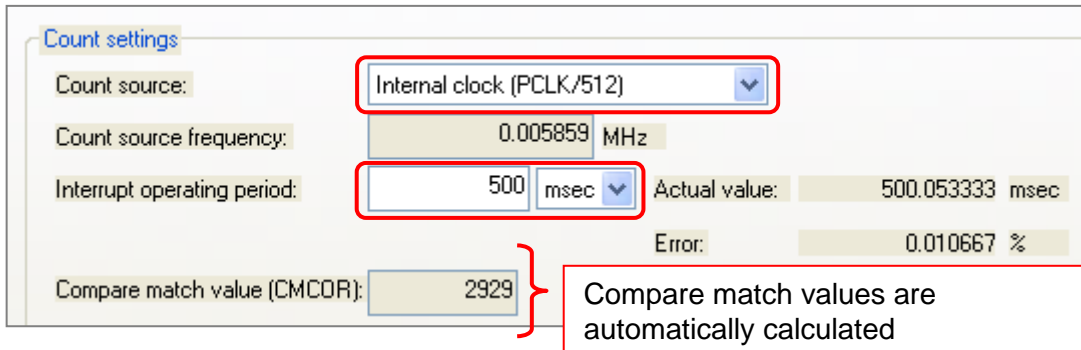 Count settings
Count source: Internal clock (PCLK/512)
Count source frequency: 0.005859 MHz
Interrupt operating period: 500 msec Actual value: 500.053333 msec
Error: 0.010667 %
Compare match value (CMCOR): 2929
Compare match values are
automatically calculated